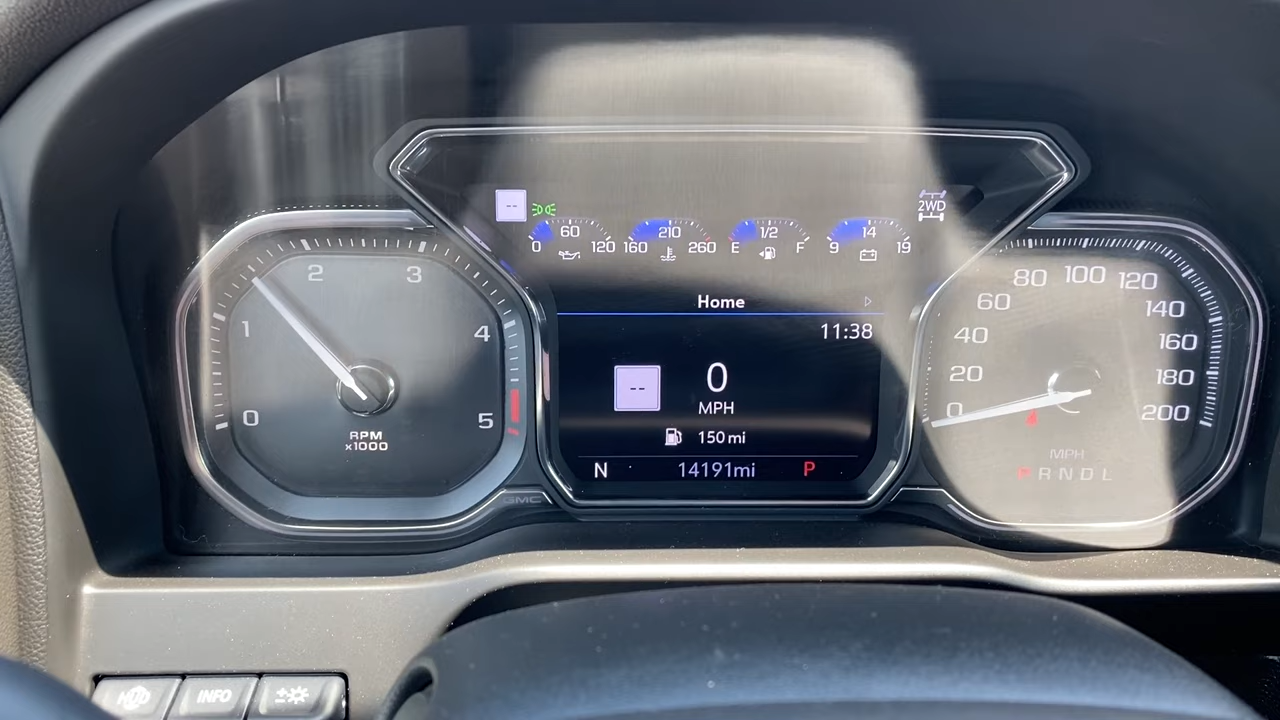 -- 2WD
60 210 1/2 14
0 120 160 260 E F 9 19
Home
11:38
--
0
MPH
150 mi
N 14191mi P
0 1 2 3 4 5
RPM
x1000
GMC
0 20 40 60 80 100 120 140 160 180 200
MPH
P R N D L
HUD INFO